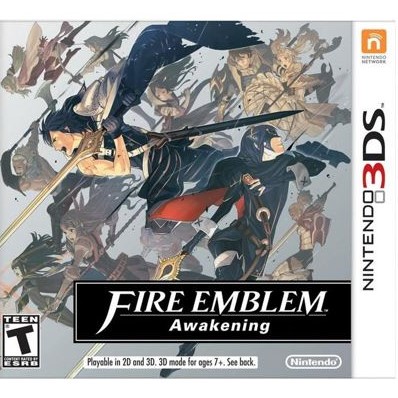 NINTENDO
NETWORK
NINTENDO 3DS
FIRE EMBLEM
Awakening
TEEN
T
CONTENT RATED BY
ESRB
Playable in 2D and 3D. 3D mode for ages 7+. See back.
Nintendo